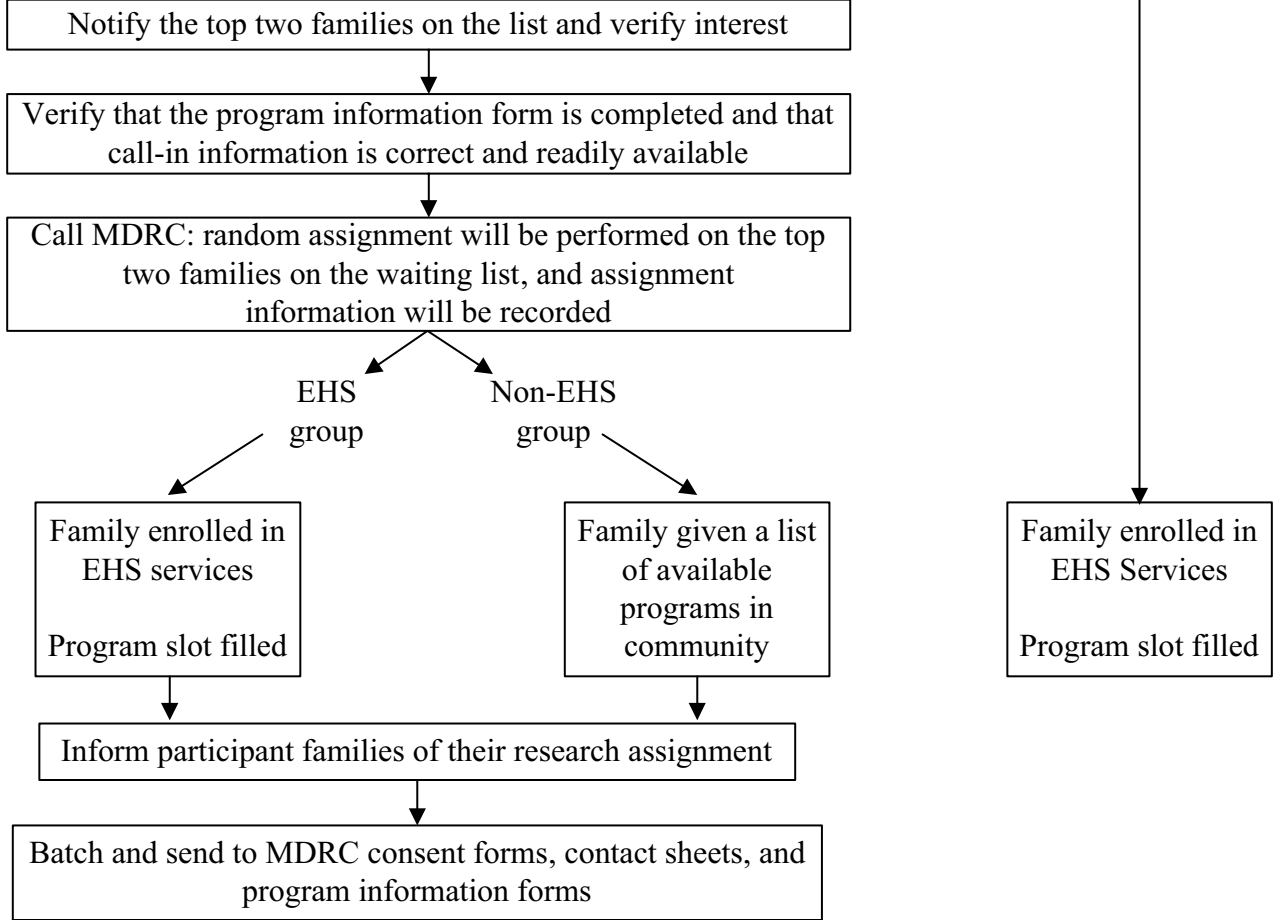 Notify the top two families on the list and verify interest
Verify that the program information form is completed and that
call-in information is correct and readily available
Call MDRC: random assignment will be performed on the top
two families on the waiting list, and assignment
information will be recorded
EHS
group
Non-EHS
group
Family enrolled in
EHS services
Program slot filled
Family given a list
of available
programs in
community
Family enrolled in
EHS Services
Program slot filled
Inform participant families of their research assignment
Batch and send to MDRC consent forms, contact sheets, and
program information forms